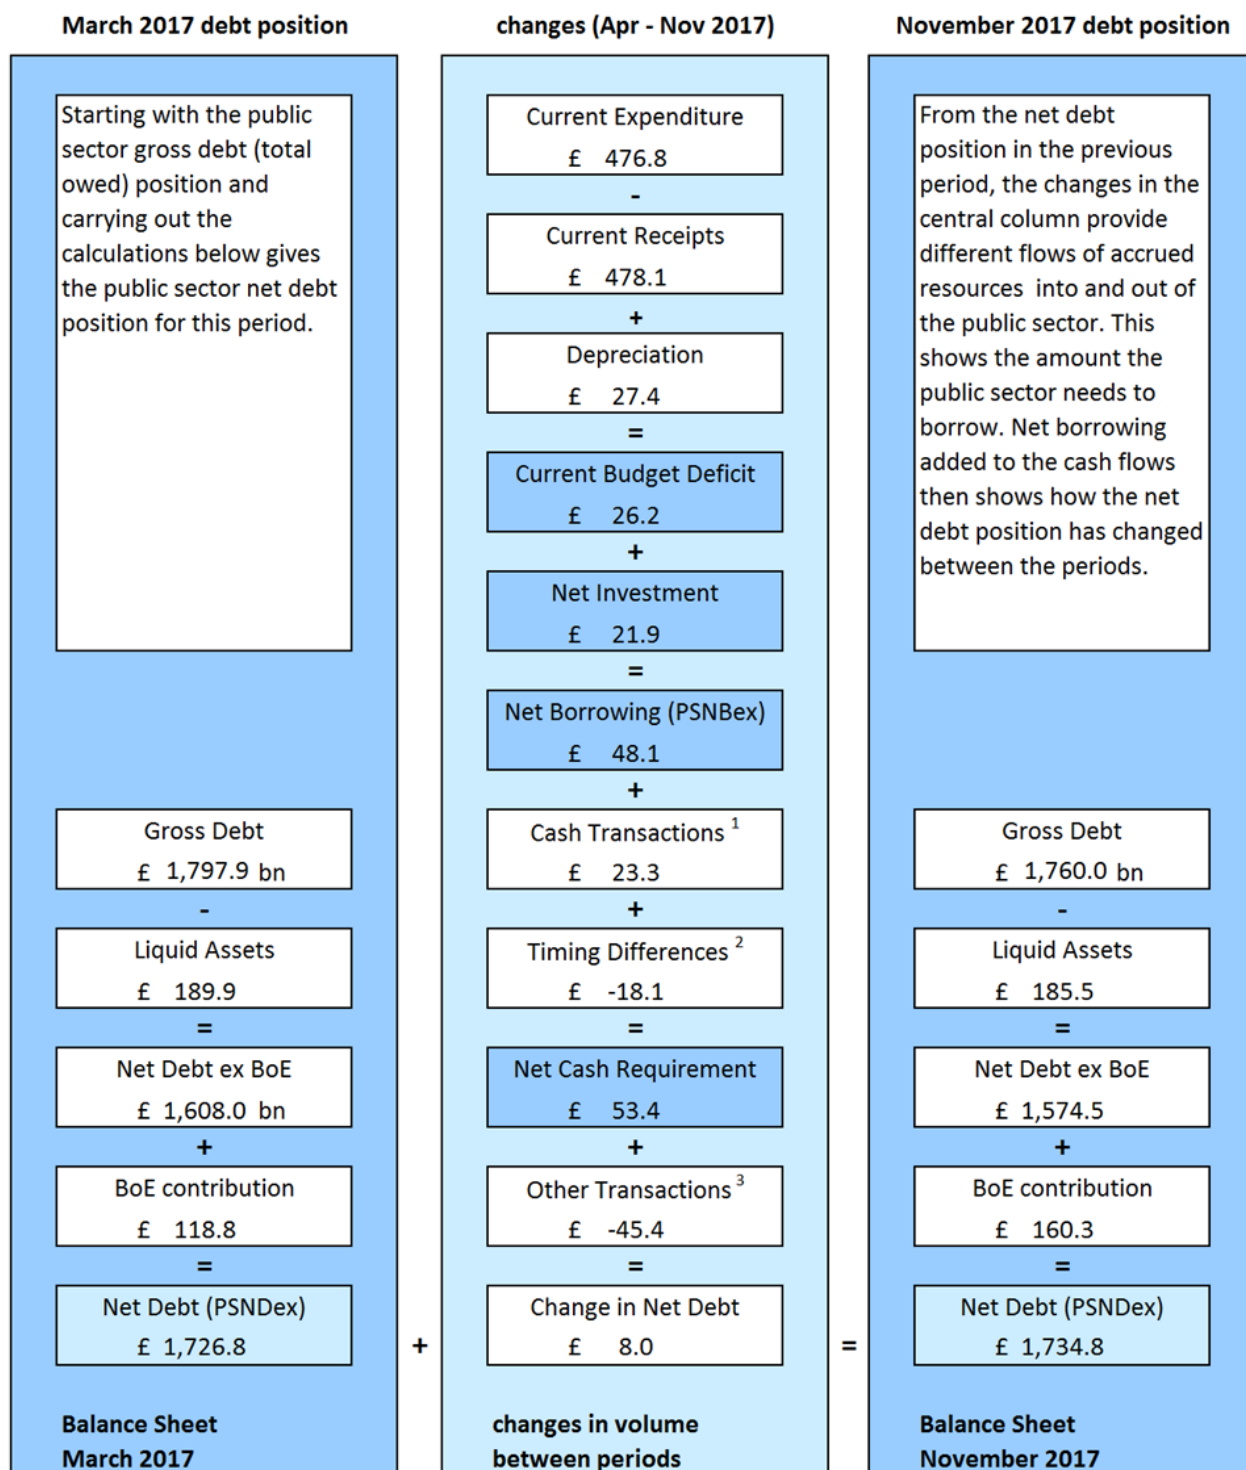 March 2017 debt position
Starting with the public
sector gross debt (total
owed) position and
carrying out the
calculations below gives
the public sector net debt
position for this period.
Gross Debt
£ 1,797.9 bn
-
Liquid Assets
£ 189.9
=
Net Debt ex BoE
£ 1,608.0 bn
+
BoE contribution
£ 118.8
=
Net Debt (PSNDex)
£ 1,726.8
Balance Sheet
March 2017
+
changes (Apr - Nov 2017)
Current Expenditure
£ 476.8
-
Current Receipts
£ 478.1
+
Depreciation
£ 27.4
=
Current Budget Deficit
£ 26.2
+
Net Investment
£ 21.9
=
Net Borrowing (PSNBex)
£ 48.1
+
Cash Transactions 1
£ 23.3
+
Timing Differences 2
£ -18.1
=
Net Cash Requirement
£ 53.4
+
Other Transactions 3
£ -45.4
=
Change in Net Debt
£ 8.0
changes in volume
between periods
=
November 2017 debt position
From the net debt
position in the previous
period, the changes in the
central column provide
different flows of accrued
resources into and out of
the public sector. This
shows the amount the
public sector needs to
borrow. Net borrowing
added to the cash flows
then shows how the net
debt position has changed
between the periods.
Gross Debt
£ 1,760.0 bn
-
Liquid Assets
£ 185.5
=
Net Debt ex BoE
£ 1,574.5
+
BoE contribution
£ 160.3
=
Net Debt (PSNDex)
£ 1,734.8
Balance Sheet
November 2017